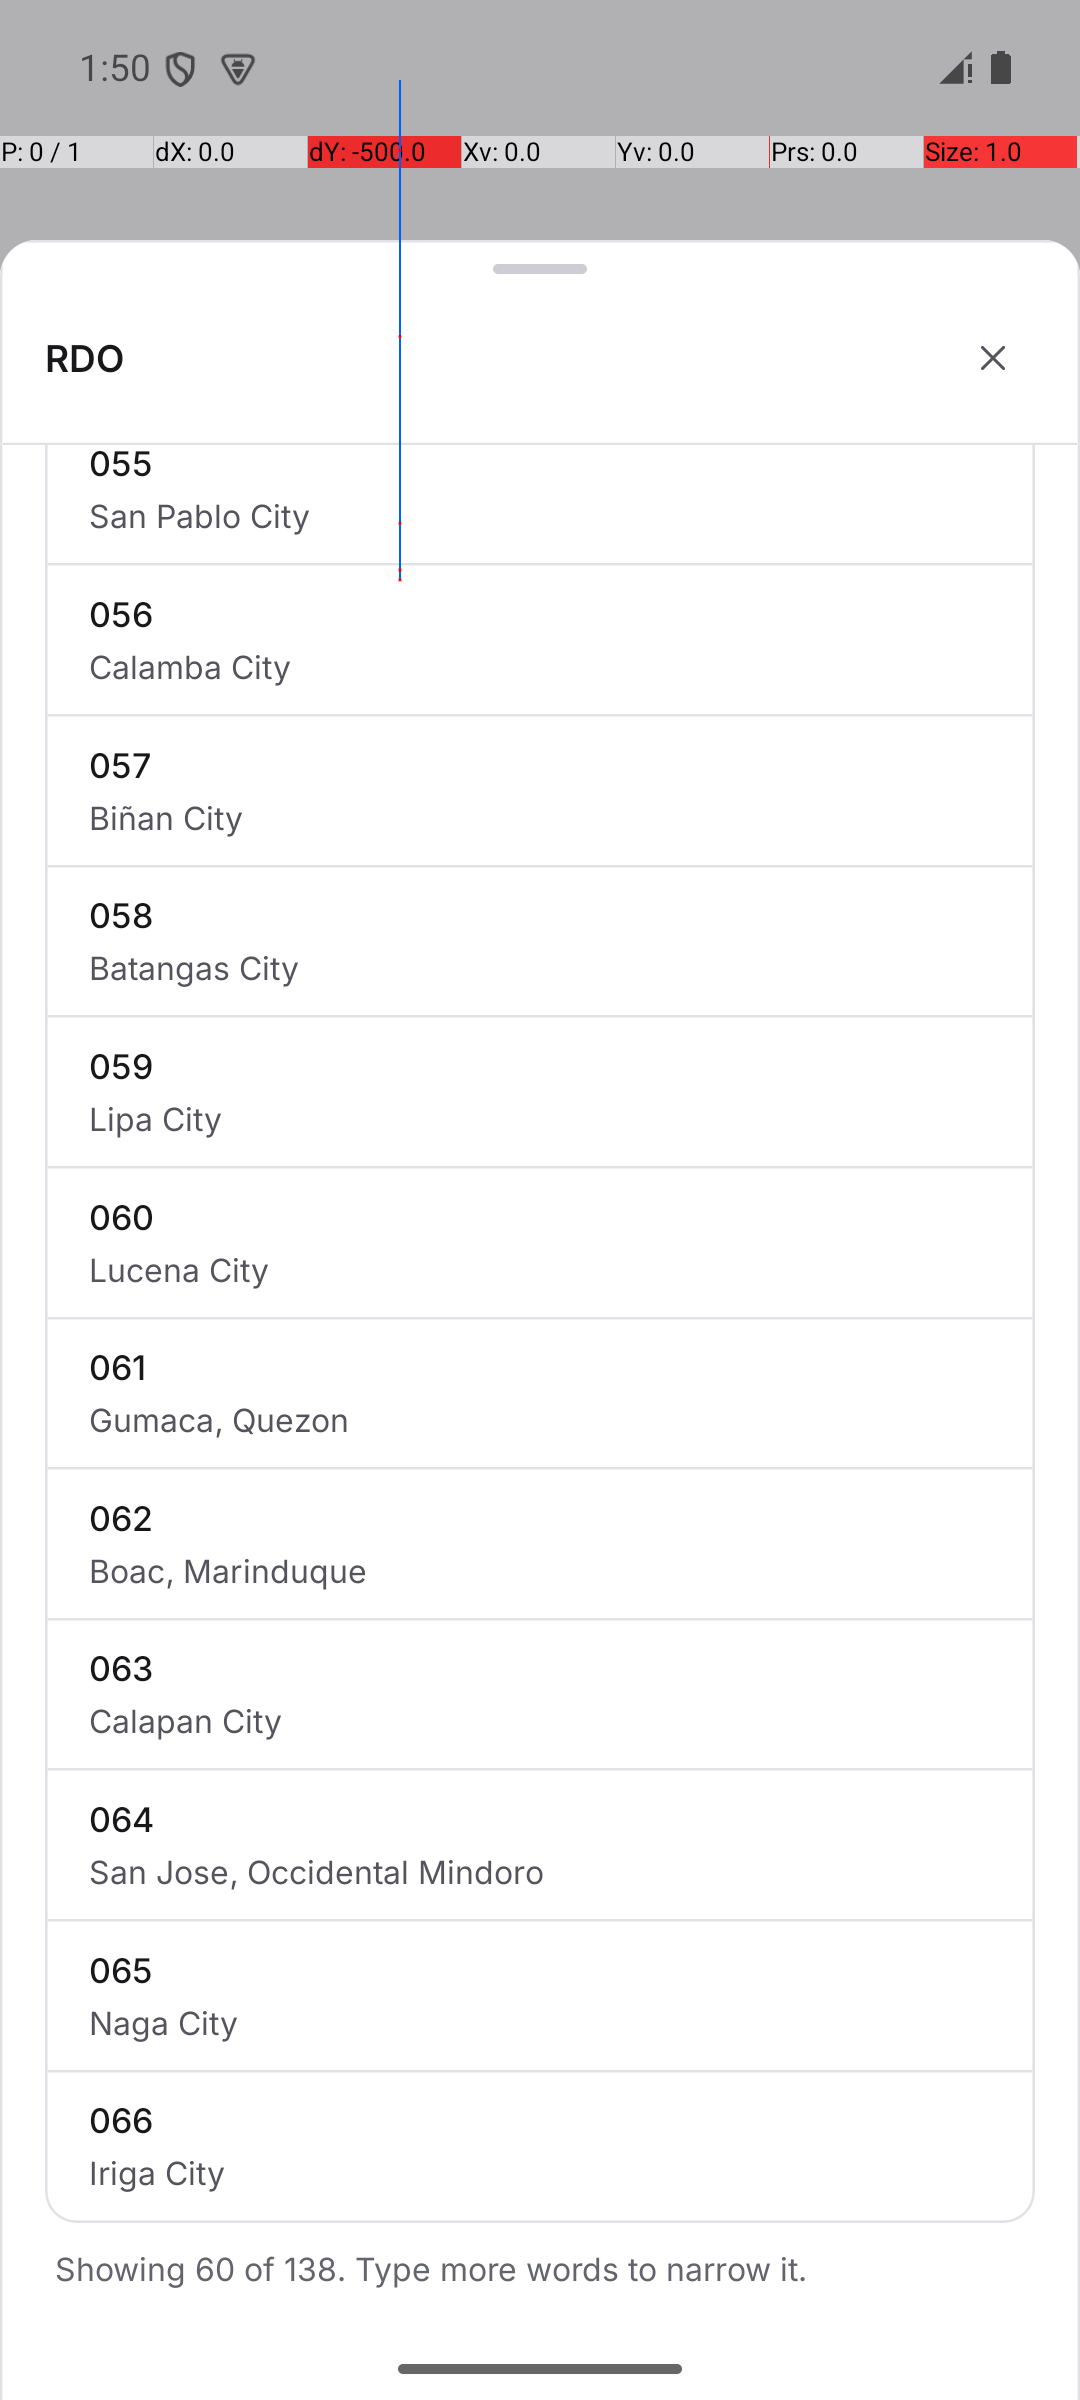 1:50
P: 0 / 1 dX: 0.0 dY: -500.0 Xv: 0.0 Yv: 0.0 Prs: 0.0 Size: 1.0
RDO
055
San Pablo City
056
Calamba City
057
Biñan City
058
Batangas City
059
Lipa City
060
Lucena City
061
Gumaca, Quezon
062
Boac, Marinduque
063
Calapan City
064
San Jose, Occidental Mindoro
065
Naga City
066
Iriga City
Showing 60 of 138. Type more words to narrow it.